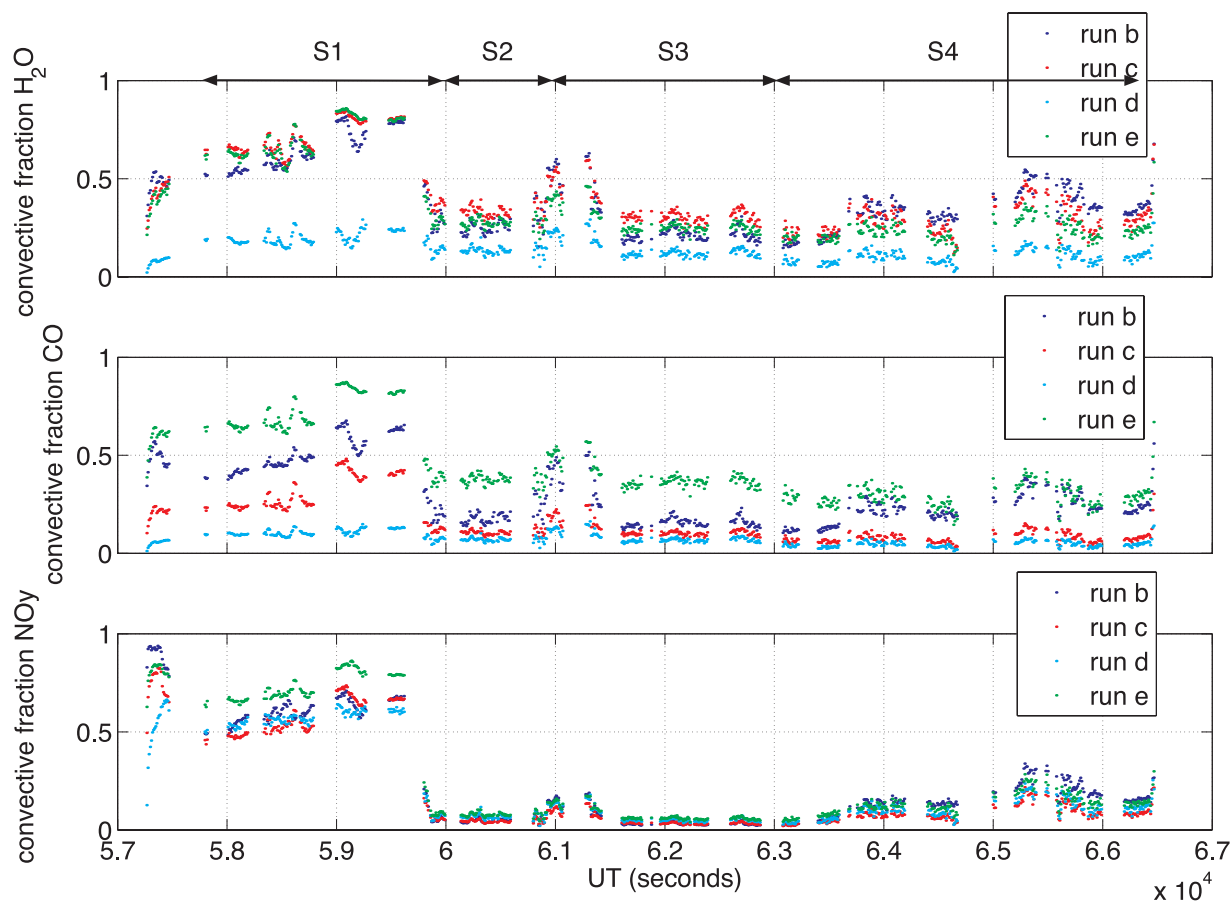 S1 S2 S3 S4
convective fraction H2O
1
0.5
0
run b
run c
run d
run e
convective fraction CO
1
0.5
0
run b
run c
run d
run e
convective fraction NOy
1
0.5
0
run b
run c
run d
run e
5.7 5.8 5.9 6 6.1 6.2 6.3 6.4 6.5 6.6 6.7
UT (seconds)
x 10^4